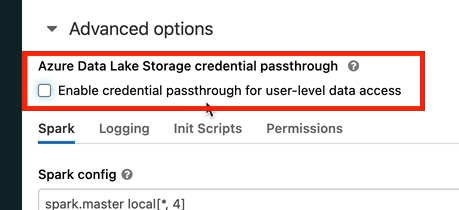 Advanced options
Azure Data Lake Storage credential passthrough ?
Enable credential passthrough for user-level data access
Spark Logging Init Scripts Permissions
Spark config ?
spark.master local[*, 4]